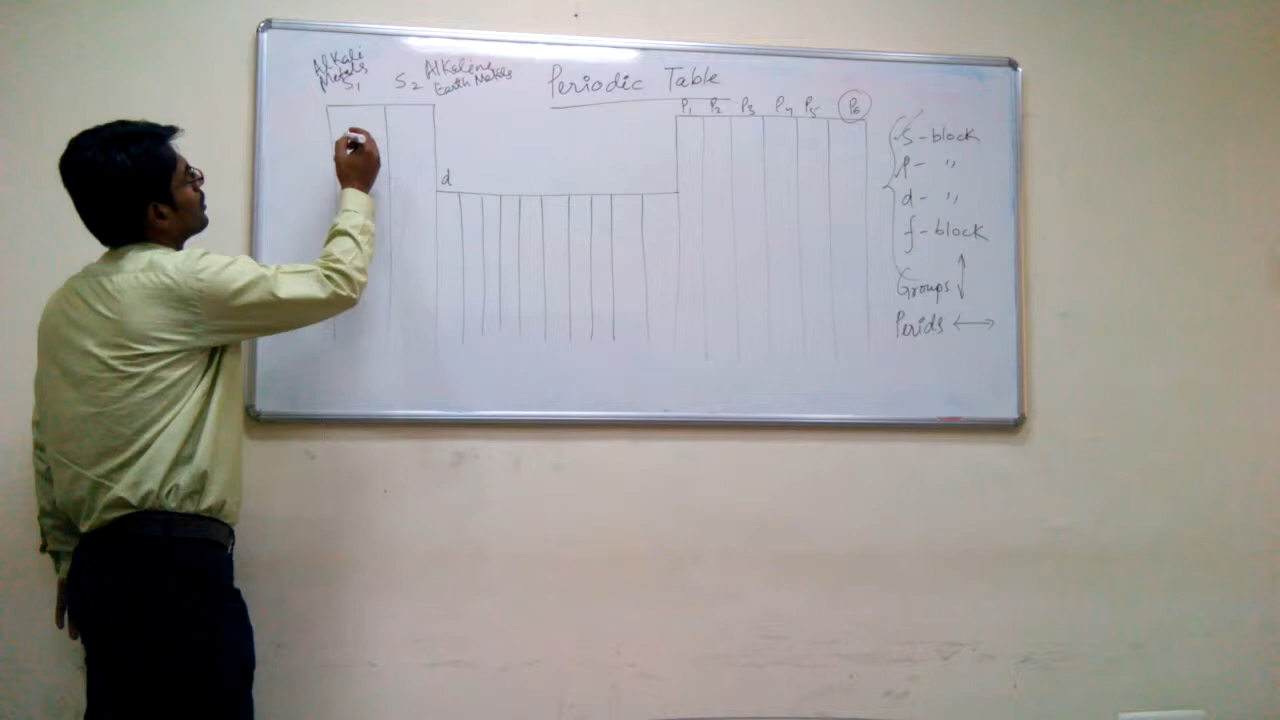 Alkali
Metals
S1
S2
Alkaline
Earth Metals
Periodic Table
P1 P2 P3 P4 P5 P6
d
S-block
p- ,,
d- ,,
f-block
Groups
Perids